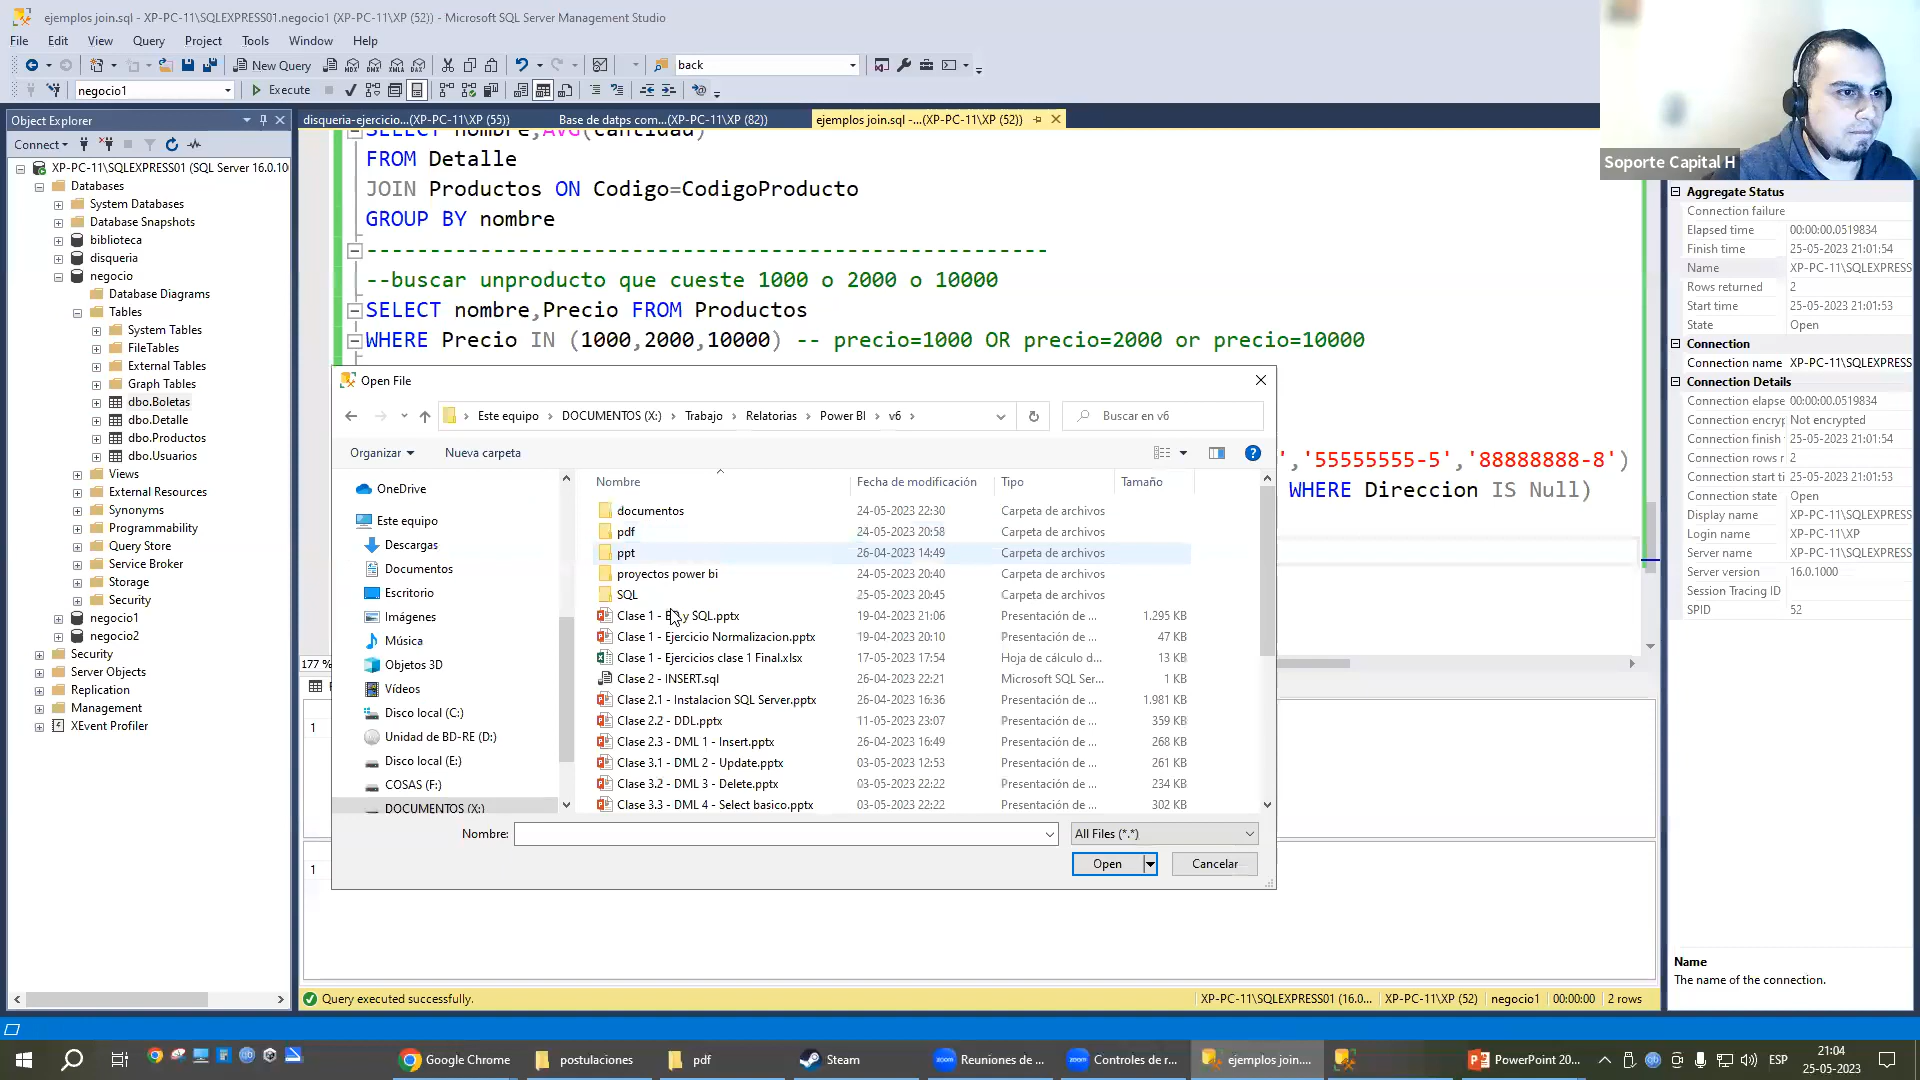 ejemplos join.sql - XP-PC-11\SQLEXPRESS01.negocio1 (XP-PC-11\XP (52)) - Microsoft SQL Server Management Studio
File Edit View Query Project Tools Window Help
New Query
back
negocio1
Execute
Object Explorer
Connect
XP-PC-11\SQLEXPRESS01 (SQL Server 16.0.10
Databases
System Databases
Database Snapshots
biblioteca
disqueria
negocio
Database Diagrams
Tables
System Tables
FileTables
External Tables
Graph Tables
dbo.Boletas
dbo.Detalle
dbo.Productos
dbo.Usuarios
Views
External Resources
Synonyms
Programmability
Query Store
Service Broker
Storage
Security
negocio1
negocio2
Security
Server Objects
Replication
Management
XEvent Profiler
disqueria-ejercicio...(XP-PC-11\XP (55))
Base de datps com...(XP-PC-11\XP (82))
ejemplos join.sql -...(XP-PC-11\XP (52))
SELECT nombre,AVG(cantidad)
FROM Detalle
JOIN Productos ON Codigo=CodigoProducto
GROUP BY nombre
------------------------------------------------------
--buscar unproducto que cueste 1000 o 2000 o 10000
SELECT nombre,Precio FROM Productos
WHERE Precio IN (1000,2000,10000) -- precio=1000 OR precio=2000 or precio=10000
','55555555-5','88888888-8')
WHERE Direccion IS Null)
177 %
1
1
Open File
Este equipo > DOCUMENTOS (X:) > Trabajo > Relatorias > Power BI > v6 >
Buscar en v6
Organizar
Nueva carpeta
OneDrive
Este equipo
Descargas
Documentos
Escritorio
Imágenes
Música
Objetos 3D
Vídeos
Disco local (C:)
Unidad de BD-RE (D:)
Disco local (E:)
COSAS (F:)
DOCUMENTOS (X:)
Nombre Fecha de modificación Tipo Tamaño
documentos 24-05-2023 22:30 Carpeta de archivos
pdf 24-05-2023 20:58 Carpeta de archivos
ppt 26-04-2023 14:49 Carpeta de archivos
proyectos power bi 24-05-2023 20:40 Carpeta de archivos
SQL 25-05-2023 20:45 Carpeta de archivos
Clase 1 - BD y SQL.pptx 19-04-2023 21:06 Presentación de ... 1.295 KB
Clase 1 - Ejercicio Normalizacion.pptx 19-04-2023 20:10 Presentación de ... 47 KB
Clase 1 - Ejercicios clase 1 Final.xlsx 17-05-2023 17:54 Hoja de cálculo d... 13 KB
Clase 2 - INSERT.sql 26-04-2023 22:21 Microsoft SQL Ser... 1 KB
Clase 2.1 - Instalacion SQL Server.pptx 26-04-2023 16:36 Presentación de ... 1.981 KB
Clase 2.2 - DDL.pptx 11-05-2023 23:07 Presentación de ... 359 KB
Clase 2.3 - DML 1 - Insert.pptx 26-04-2023 16:49 Presentación de ... 268 KB
Clase 3.1 - DML 2 - Update.pptx 03-05-2023 12:53 Presentación de ... 261 KB
Clase 3.2 - DML 3 - Delete.pptx 03-05-2023 22:22 Presentación de ... 234 KB
Clase 3.3 - DML 4 - Select basico.pptx 03-05-2023 22:22 Presentación de ... 302 KB
Nombre:
All Files (*.*)
Open
Cancelar
Soporte Capital H
Aggregate Status
Connection failure
Elapsed time 00:00:00.0519834
Finish time 25-05-2023 21:01:54
Name XP-PC-11\SQLEXPRESS
Rows returned 2
Start time 25-05-2023 21:01:53
State Open
Connection
Connection name XP-PC-11\SQLEXPRESS
Connection Details
Connection elapse 00:00:00.0519834
Connection encryp Not encrypted
Connection finish 25-05-2023 21:01:54
Connection rows r 2
Connection start ti 25-05-2023 21:01:53
Connection state Open
Display name XP-PC-11\SQLEXPRESS
Login name XP-PC-11\XP
Server name XP-PC-11\SQLEXPRESS
Server version 16.0.1000
Session Tracing ID
SPID 52
Name
The name of the connection.
Query executed successfully.
XP-PC-11\SQLEXPRESS01 (16.0... XP-PC-11\XP (52) negocio1 00:00:00 2 rows
Google Chrome
postulaciones
pdf
Steam
zoom
Reuniones de ...
zoom
Controles de r...
ejemplos join....
PowerPoint 20...
ESP
21:04
25-05-2023